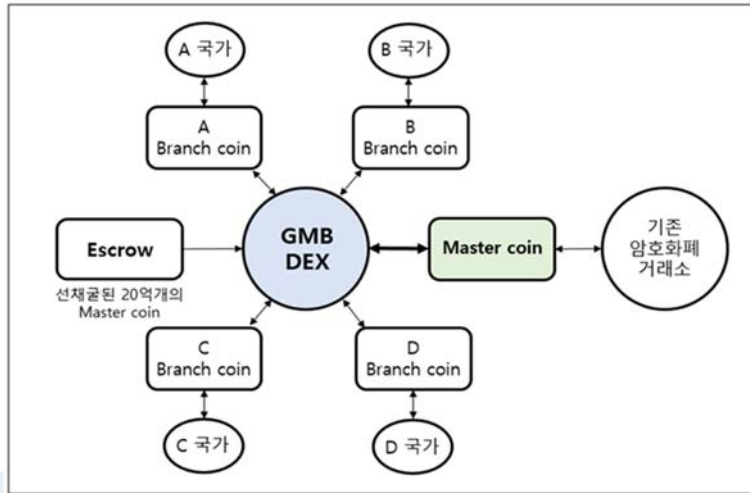 A 국가
B 국가
A
Branch coin
B
Branch coin
Escrow
선채굴된 20억개의
Master coin
GMB
DEX
Master coin
기존
암호화폐
거래소
C
Branch coin
D
Branch coin
C 국가
D 국가